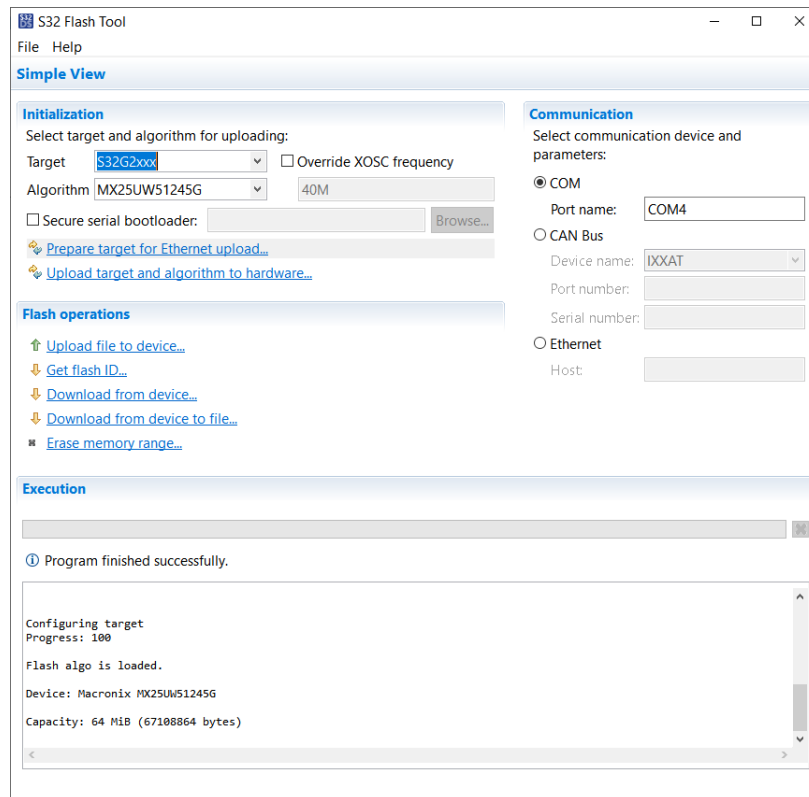 S32 Flash Tool
File Help
Simple View
Initialization
Select target and algorithm for uploading:
Target S32G2xxx Override XOSC frequency
Algorithm MX25UW51245G 40M
Secure serial bootloader: Browse...
Prepare target for Ethernet upload...
Upload target and algorithm to hardware...
Communication
Select communication device and
parameters:
COM
Port name: COM4
CAN Bus
Device name: IXXAT
Port number:
Serial number:
Ethernet
Host:
Flash operations
Upload file to device...
Get flash ID...
Download from device...
Download from device to file...
Erase memory range...
Execution
Program finished successfully.
Configuring target
Progress: 100
Flash algo is loaded.
Device: Macronix MX25UW51245G
Capacity: 64 MiB (67108864 bytes)